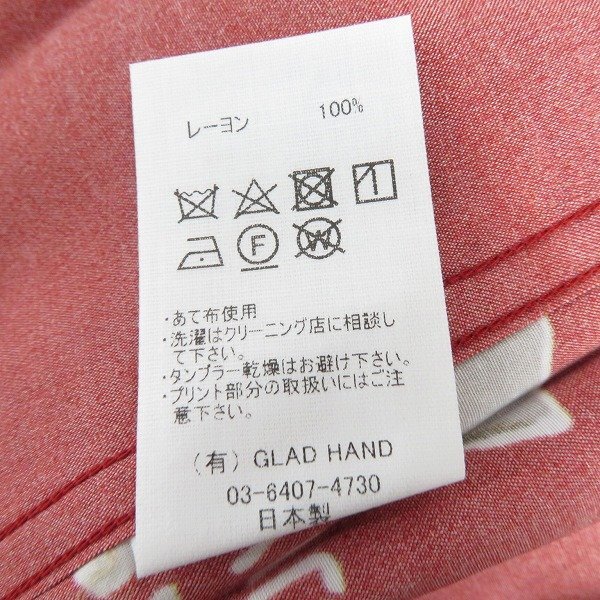 レーヨン 100%
F
W
・あて布使用
・洗濯はクリーニング店に相談し
て下さい。
・タンブラー乾燥はお避け下さい。
・プリント部分の取扱いにはご注
意下さい。
(有) GLAD HAND
03-6407-4730
日本製